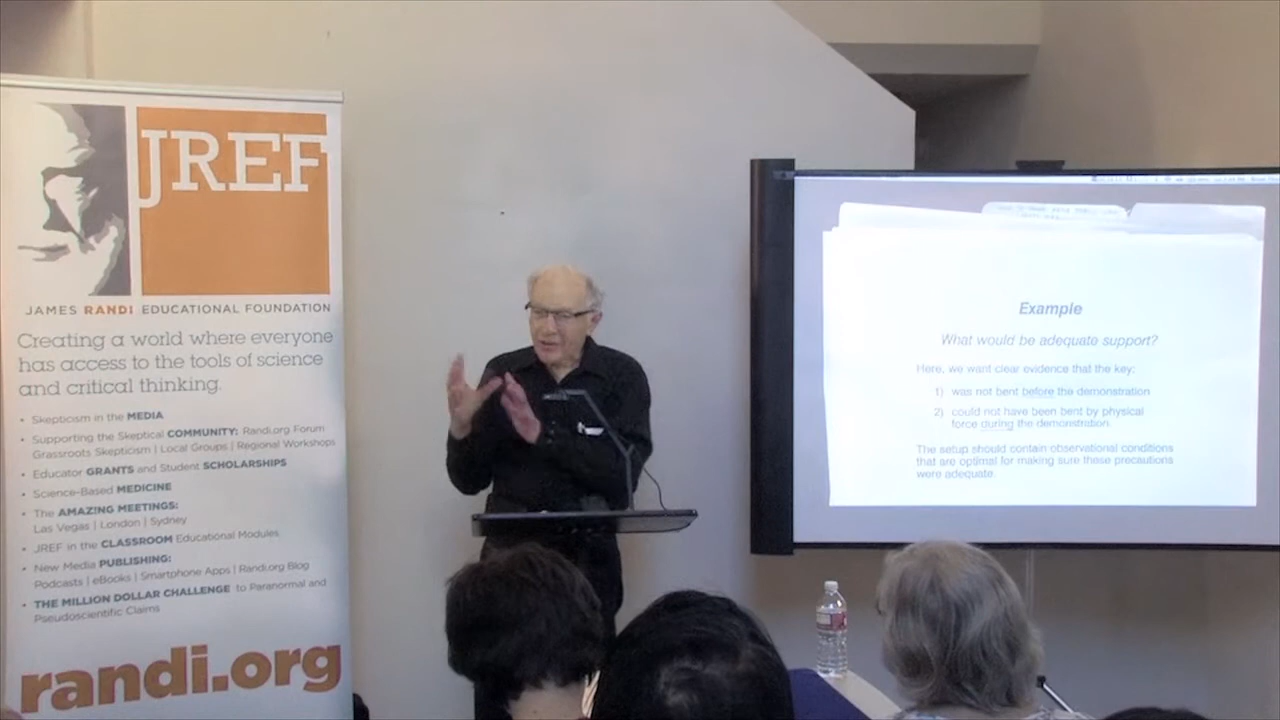 JREF
JAMES RANDI EDUCATIONAL FOUNDATION
Creating a world where everyone
has access to the tools of science
and critical thinking.
• Skepticism in the MEDIA
• Supporting the Skeptical COMMUNITY: Randi.org Forum
Grassroots Skepticism | Local Groups | Regional Workshops
• Educator GRANTS and Student SCHOLARSHIPS
• Science-Based MEDICINE
• The AMAZ!NG MEETINGS:
Las Vegas | London | Sydney
• JREF in the CLASSROOM Educational Modules
• New Media PUBLISHING:
Podcasts | eBooks | Smartphone Apps | Randi.org Blog
• THE MILLION DOLLAR CHALLENGE to Paranormal and
Pseudoscientific Claims
randi.org
Example
What would be adequate support?
Here, we want clear evidence that the key:
1) was not bent before the demonstration
2) could not have been bent by physical
force during the demonstration.
The setup should contain observational conditions
that are optimal for making sure these precautions
were adequate.